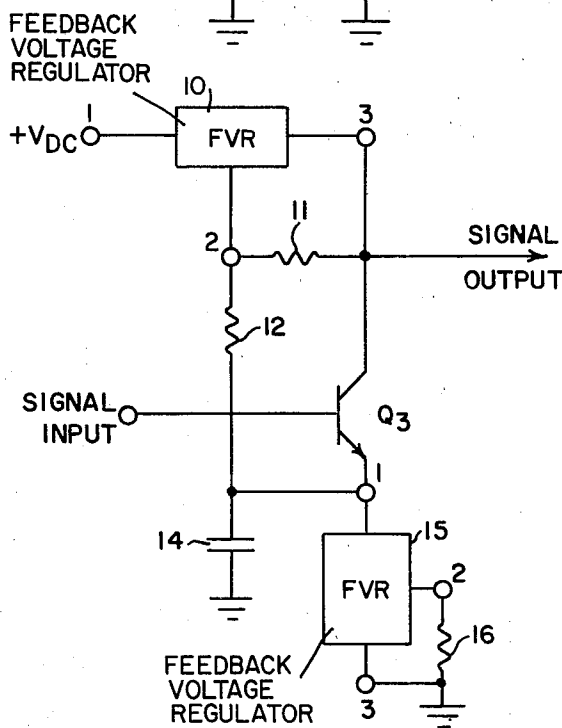 FEEDBACK
VOLTAGE
REGULATOR
10
1
3
+VDC
FVR
2
11
SIGNAL
OUTPUT
12
SIGNAL
INPUT
Q3
1
14
15
FVR
2
16
FEEDBACK
VOLTAGE
REGULATOR
3